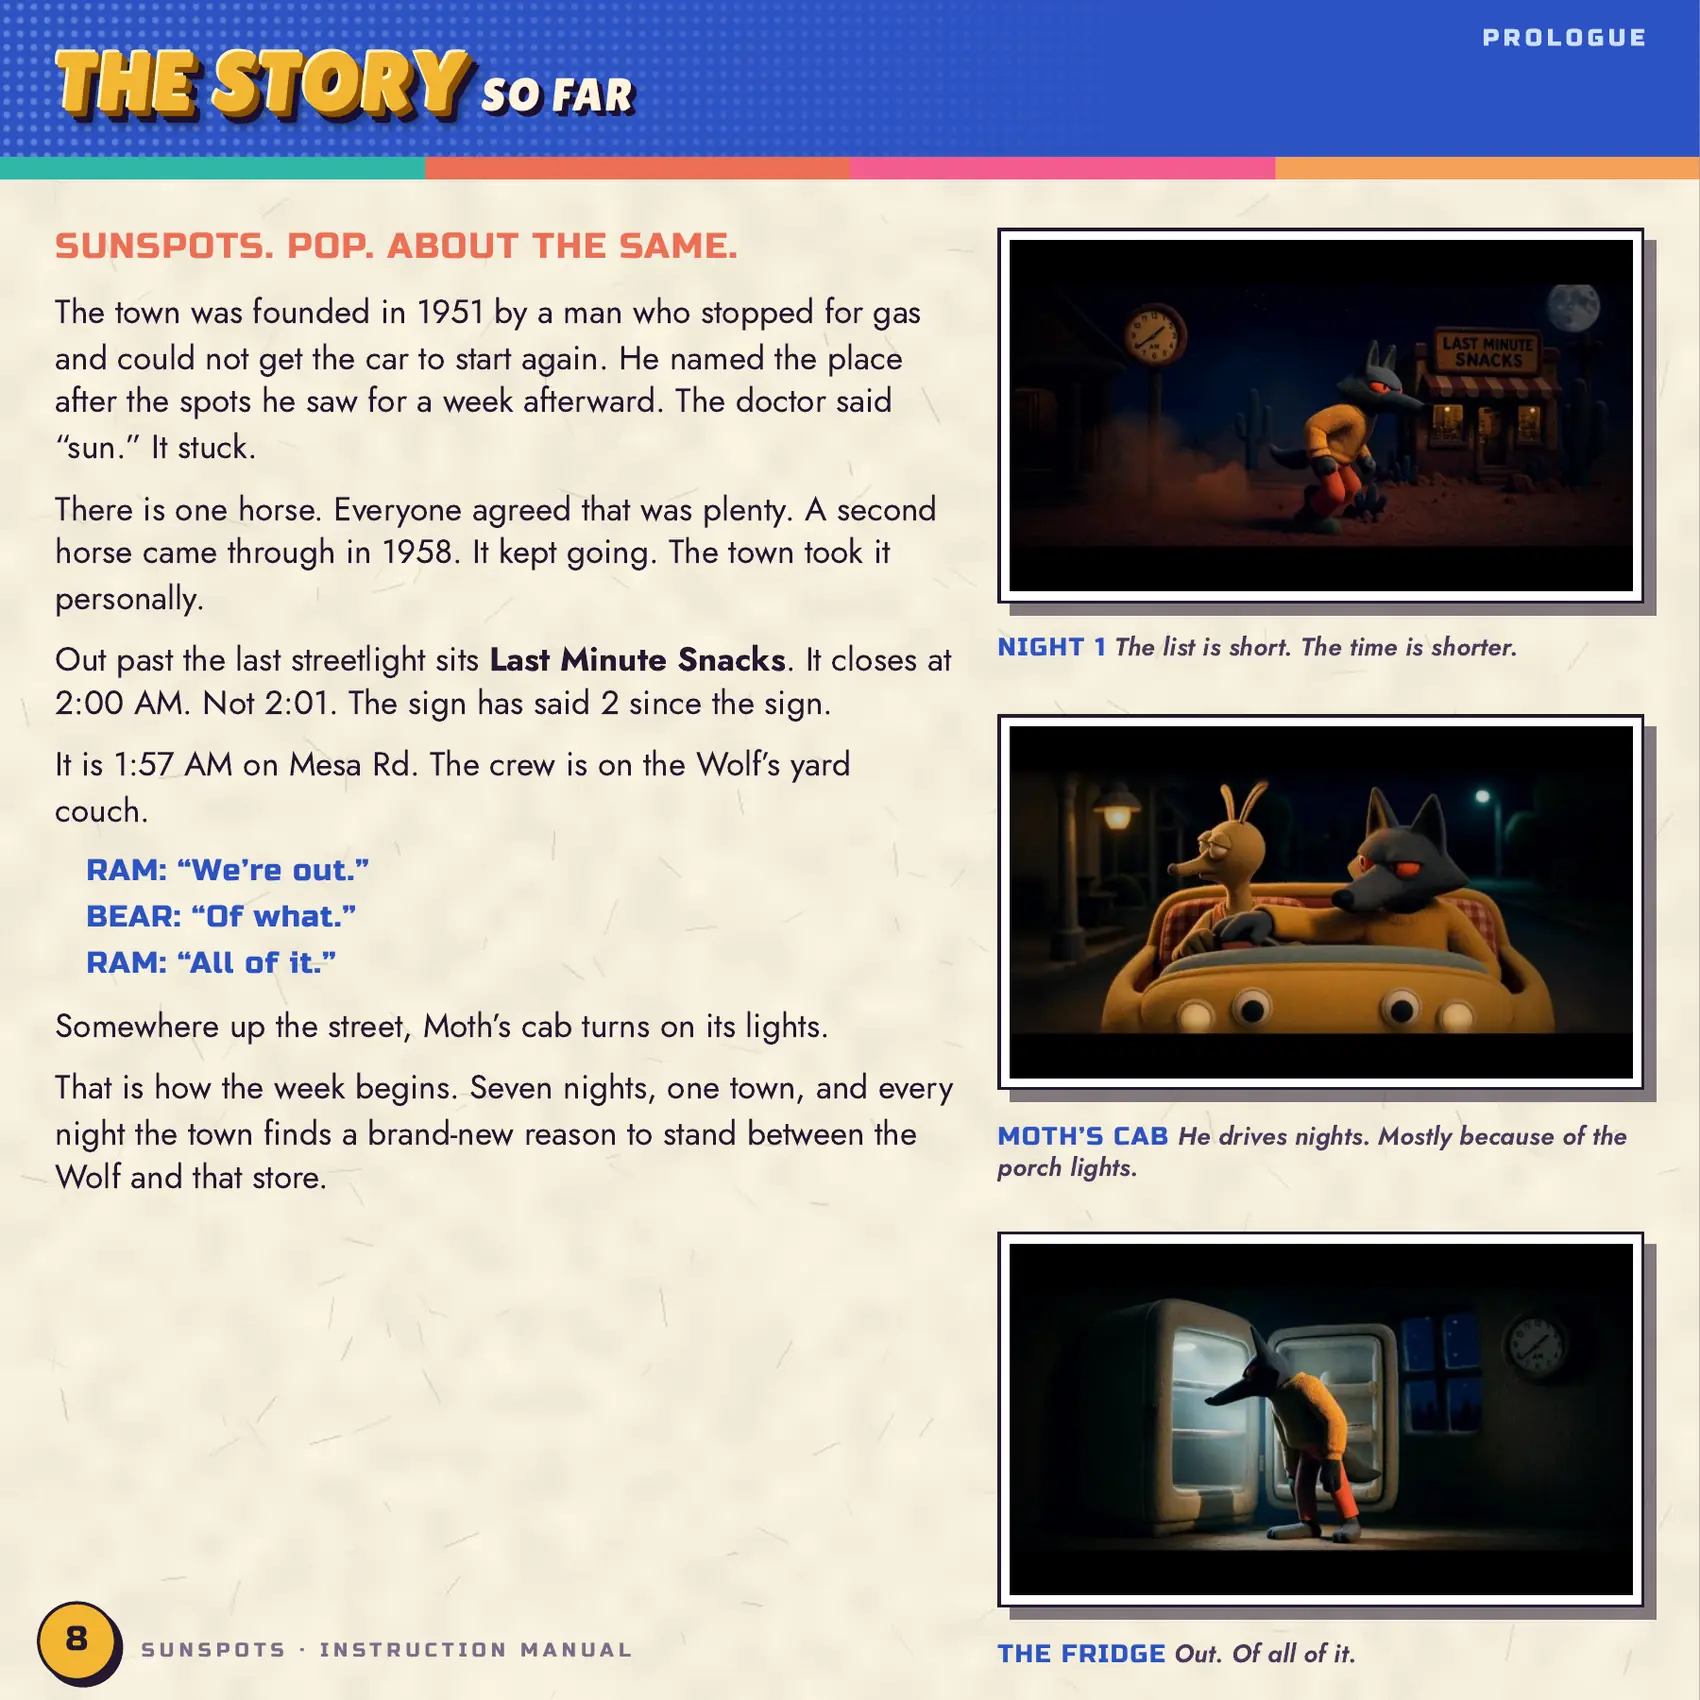 THE STORY SO FAR
PROLOGUE
SUNSPOTS. POP. ABOUT THE SAME.
The town was founded in 1951 by a man who stopped for gas
and could not get the car to start again. He named the place
after the spots he saw for a week afterward. The doctor said
“sun.” It stuck.
There is one horse. Everyone agreed that was plenty. A second
horse came through in 1958. It kept going. The town took it
personally.
Out past the last streetlight sits Last Minute Snacks. It closes at
2:00 AM. Not 2:01. The sign has said 2 since the sign.
It is 1:57 AM on Mesa Rd. The crew is on the Wolf’s yard
couch.
RAM: “We’re out.”
BEAR: “Of what.”
RAM: “All of it.”
Somewhere up the street, Moth’s cab turns on its lights.
That is how the week begins. Seven nights, one town, and every
night the town finds a brand-new reason to stand between the
Wolf and that store.
LAST MINUTE
SNACKS
AM
NIGHT 1 The list is short. The time is shorter.
MOTH’S CAB He drives nights. Mostly because of the
porch lights.
AM
THE FRIDGE Out. Of all of it.
8
SUNSPOTS · INSTRUCTION MANUAL